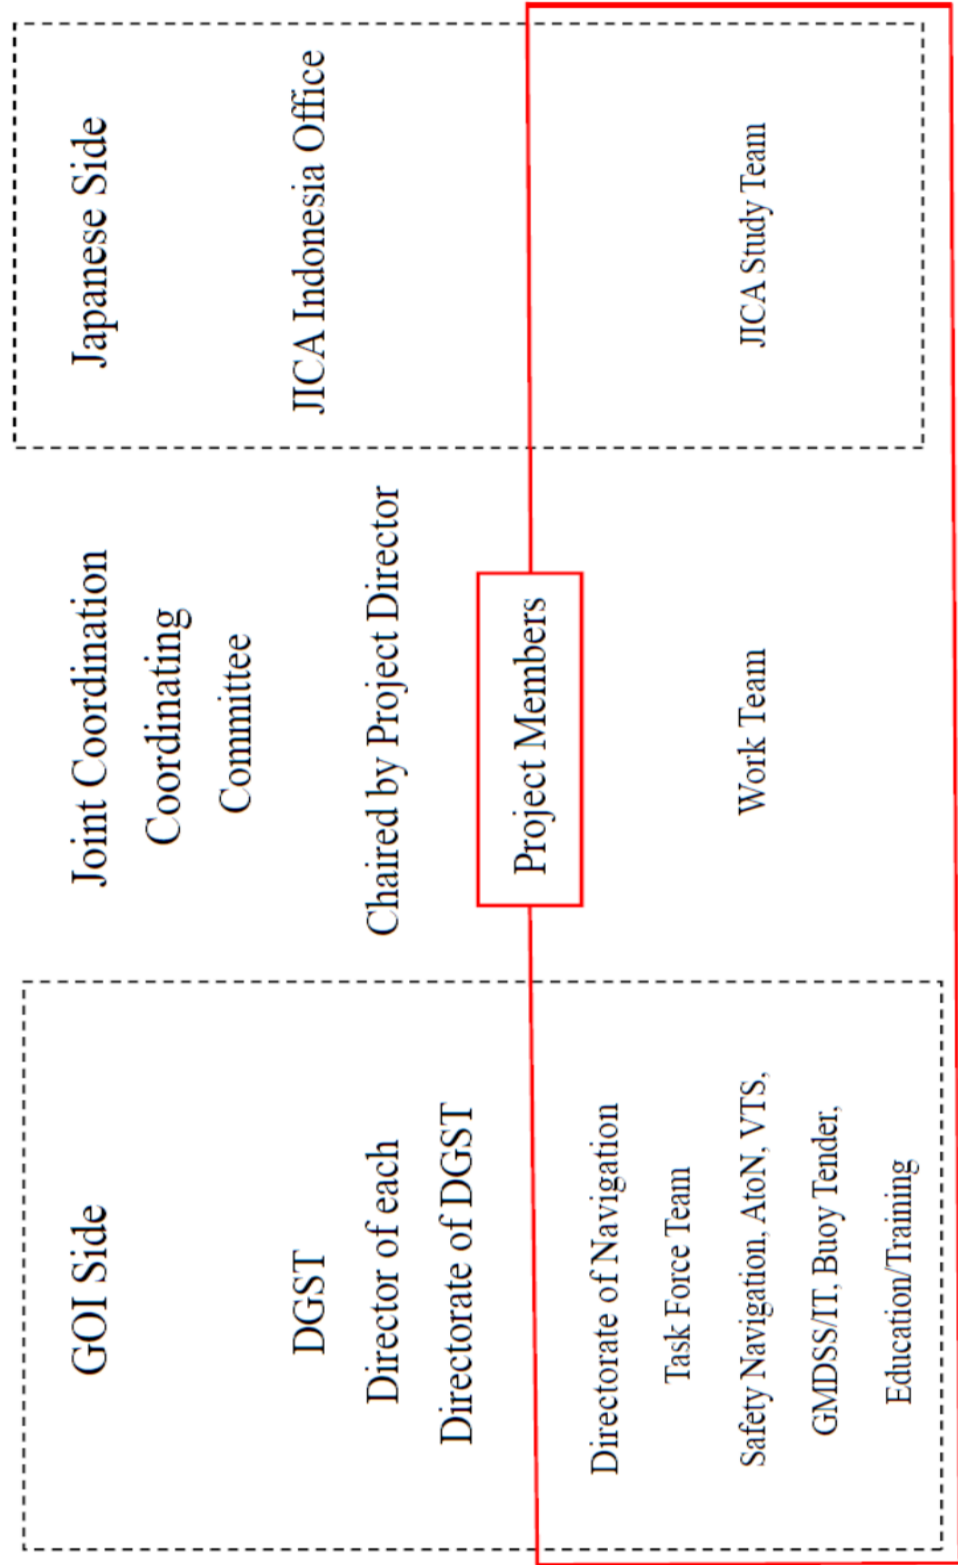 GOI Side
DGST
Director of each
Directorate of DGST
Directorate of Navigation
Task Force Team
Safety Navigation, AtoN, VTS,
GMDSS/IT, Buoy Tender,
Education/Training
Joint Coordination
Coordinating
Committee
Chaired by Project Director
Project Members
Work Team
Japanese Side
JICA Indonesia Office
JICA Study Team